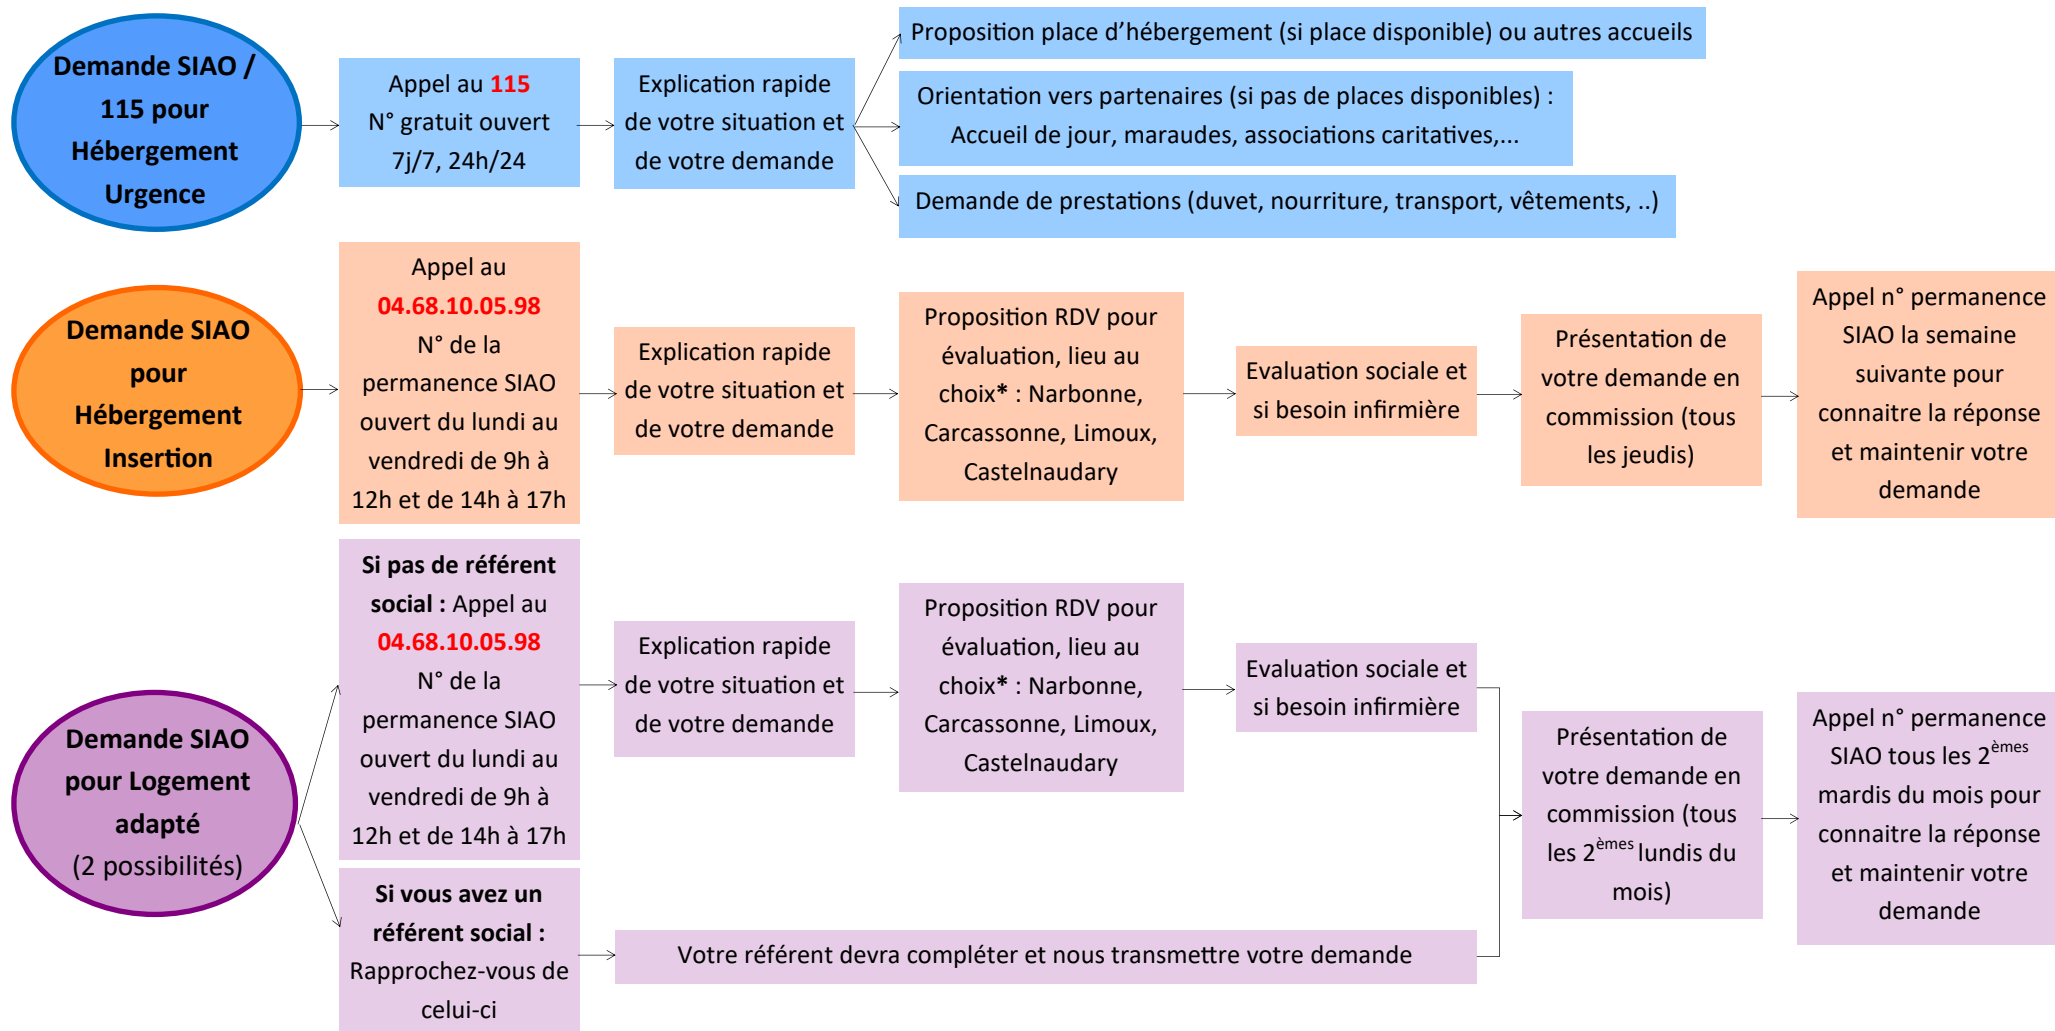 Demande SIAO /
115 pour
Hébergement
Urgence
Appel au 115
N° gratuit ouvert
7j/7, 24h/24
Explication rapide
de votre situation et
de votre demande
Proposition place d’hébergement (si place disponible) ou autres accueils
Orientation vers partenaires (si pas de places disponibles) :
Accueil de jour, maraudes, associations caritatives,...
Demande de prestations (duvet, nourriture, transport, vêtements, ..)
Demande SIAO
pour
Hébergement
Insertion
Appel au
04.68.10.05.98
N° de la
permanence SIAO
ouvert du lundi au
vendredi de 9h à
12h et de 14h à 17h
Explication rapide
de votre situation et
de votre demande
Proposition RDV pour
évaluation, lieu au
choix* : Narbonne,
Carcassonne, Limoux,
Castelnaudary
Evaluation sociale et
si besoin infirmière
Présentation de
votre demande en
commission (tous
les jeudis)
Appel n° permanence
SIAO la semaine
suivante pour
connaitre la réponse
et maintenir votre
demande
Demande SIAO
pour Logement
adapté
(2 possibilités)
Si pas de référent
social : Appel au
04.68.10.05.98
N° de la
permanence SIAO
ouvert du lundi au
vendredi de 9h à
12h et de 14h à 17h
Explication rapide
de votre situation et
de votre demande
Proposition RDV pour
évaluation, lieu au
choix* : Narbonne,
Carcassonne, Limoux,
Castelnaudary
Evaluation sociale et
si besoin infirmière
Si vous avez un
référent social :
Rapprochez-vous de
celui-ci
Votre référent devra compléter et nous transmettre votre demande
Présentation de
votre demande en
commission (tous
les 2èmes lundis du
mois)
Appel n° permanence
SIAO tous les 2èmes
mardis du mois pour
connaitre la réponse
et maintenir votre
demande